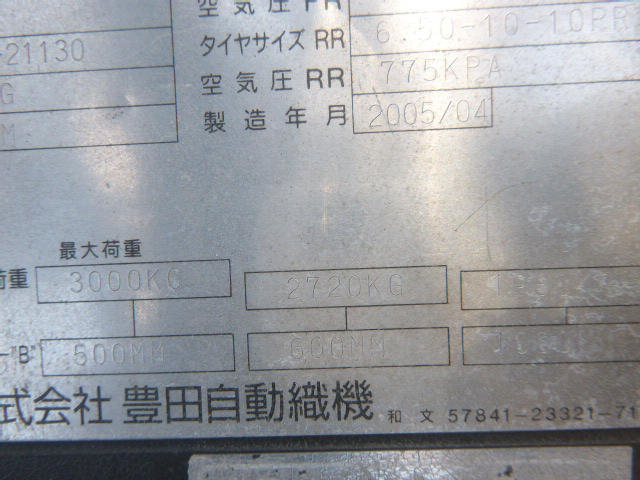 空気圧 FR
-21130
タイヤサイズ RR 6.50-10-10PR
空気圧 RR 775KPA
製造年月 2005/04
最大荷重
荷重 3000KG 2720KG
"B" 500MM 600MM
式会社 豊田自動織機 和文 57841-23321-71